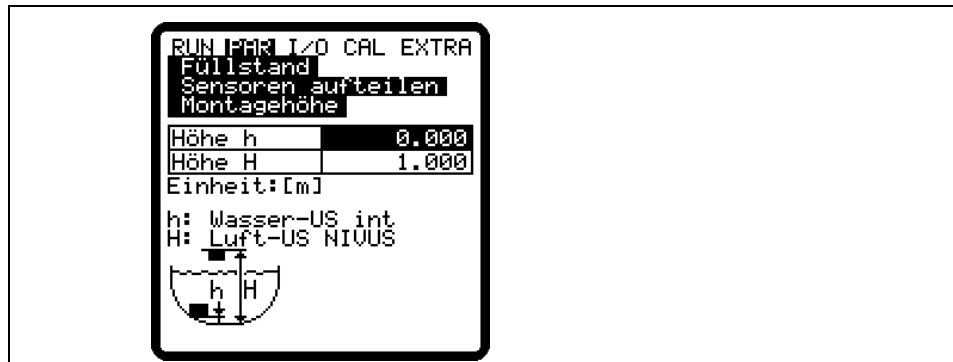 RUN PAR I/O CAL EXTRA
Füllstand
Sensoren aufteilen
Montagehöhe
Höhe h 0.000
Höhe H 1.000
Einheit:[m]
h: Wasser-US int
H: Luft-US NIVUS
h H